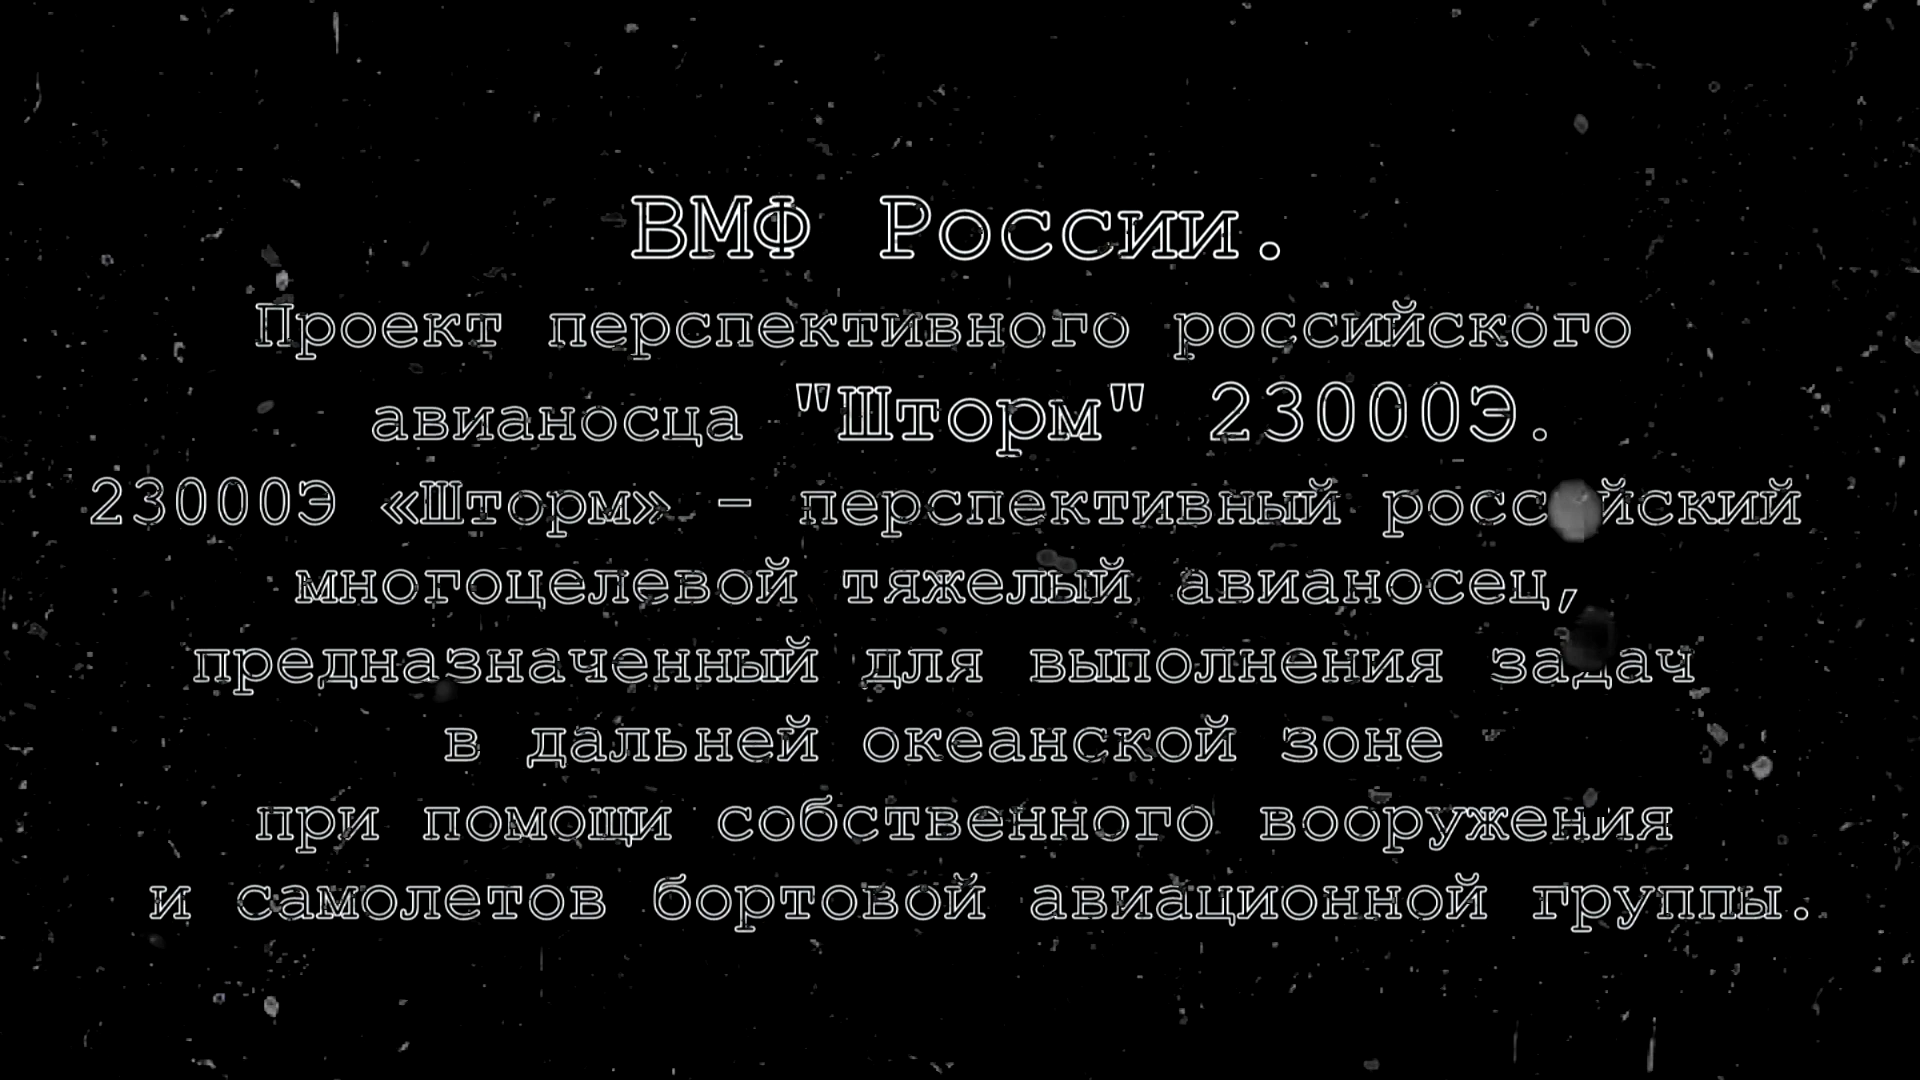 ВМФ России.
Проект перспективного российского
авианосца "Шторм" 23000Э.
23000Э «Шторм» – перспективный российский
многоцелевой тяжелый авианосец,
предназначенный для выполнения задач
в дальней океанской зоне
при помощи собственного вооружения
и самолетов бортовой авиационной группы.